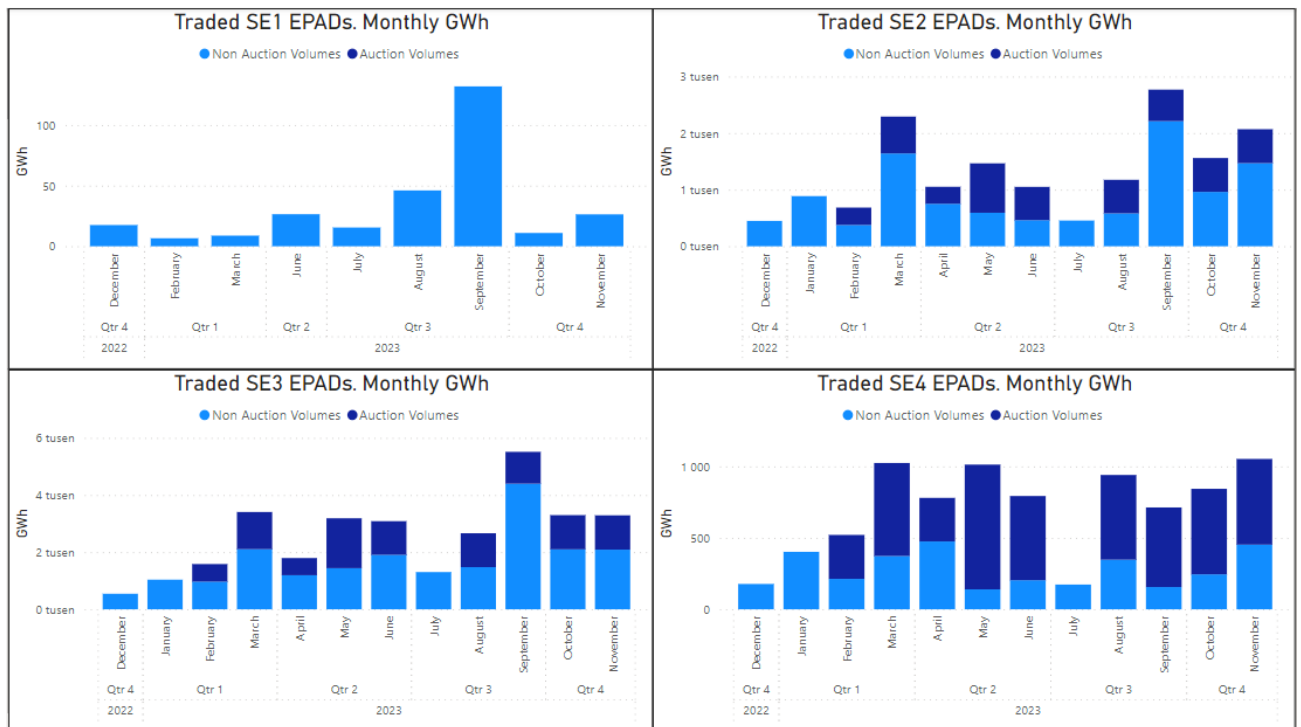 Traded SE1 EPADs. Monthly GWh
Non Auction Volumes Auction Volumes
GWh
100
50
0
December February March June July August September October November
Qtr 4 Qtr 1 Qtr 2 Qtr 3 Qtr 4
2022 2023
Traded SE2 EPADs. Monthly GWh
Non Auction Volumes Auction Volumes
GWh
3 tusen
2 tusen
1 tusen
0 tusen
December January February March April May June July August September October November
Qtr 4 Qtr 1 Qtr 2 Qtr 3 Qtr 4
2022 2023
Traded SE3 EPADs. Monthly GWh
Non Auction Volumes Auction Volumes
GWh
6 tusen
4 tusen
2 tusen
0 tusen
December January February March April May June July August September October November
Qtr 4 Qtr 1 Qtr 2 Qtr 3 Qtr 4
2022 2023
Traded SE4 EPADs. Monthly GWh
Non Auction Volumes Auction Volumes
GWh
1 000
500
0
December January February March April May June July August September October November
Qtr 4 Qtr 1 Qtr 2 Qtr 3 Qtr 4
2022 2023